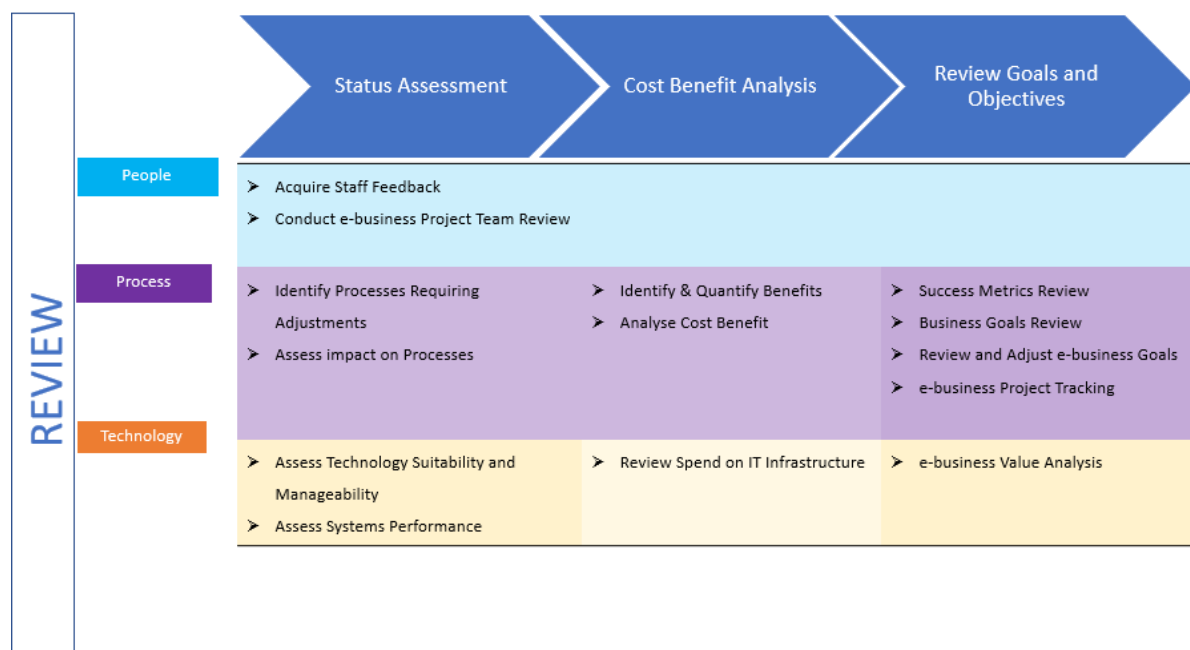 Status Assessment
Cost Benefit Analysis
Review Goals and
Objectives
REVIEW
People
➢ Acquire Staff Feedback
➢ Conduct e-business Project Team Review
Process
➢ Identify Processes Requiring
Adjustments
➢ Assess impact on Processes
➢ Identify & Quantify Benefits
➢ Analyse Cost Benefit
➢ Success Metrics Review
➢ Business Goals Review
➢ Review and Adjust e-business Goals
➢ e-business Project Tracking
Technology
➢ Assess Technology Suitability and
Manageability
➢ Assess Systems Performance
➢ Review Spend on IT Infrastructure
➢ e-business Value Analysis